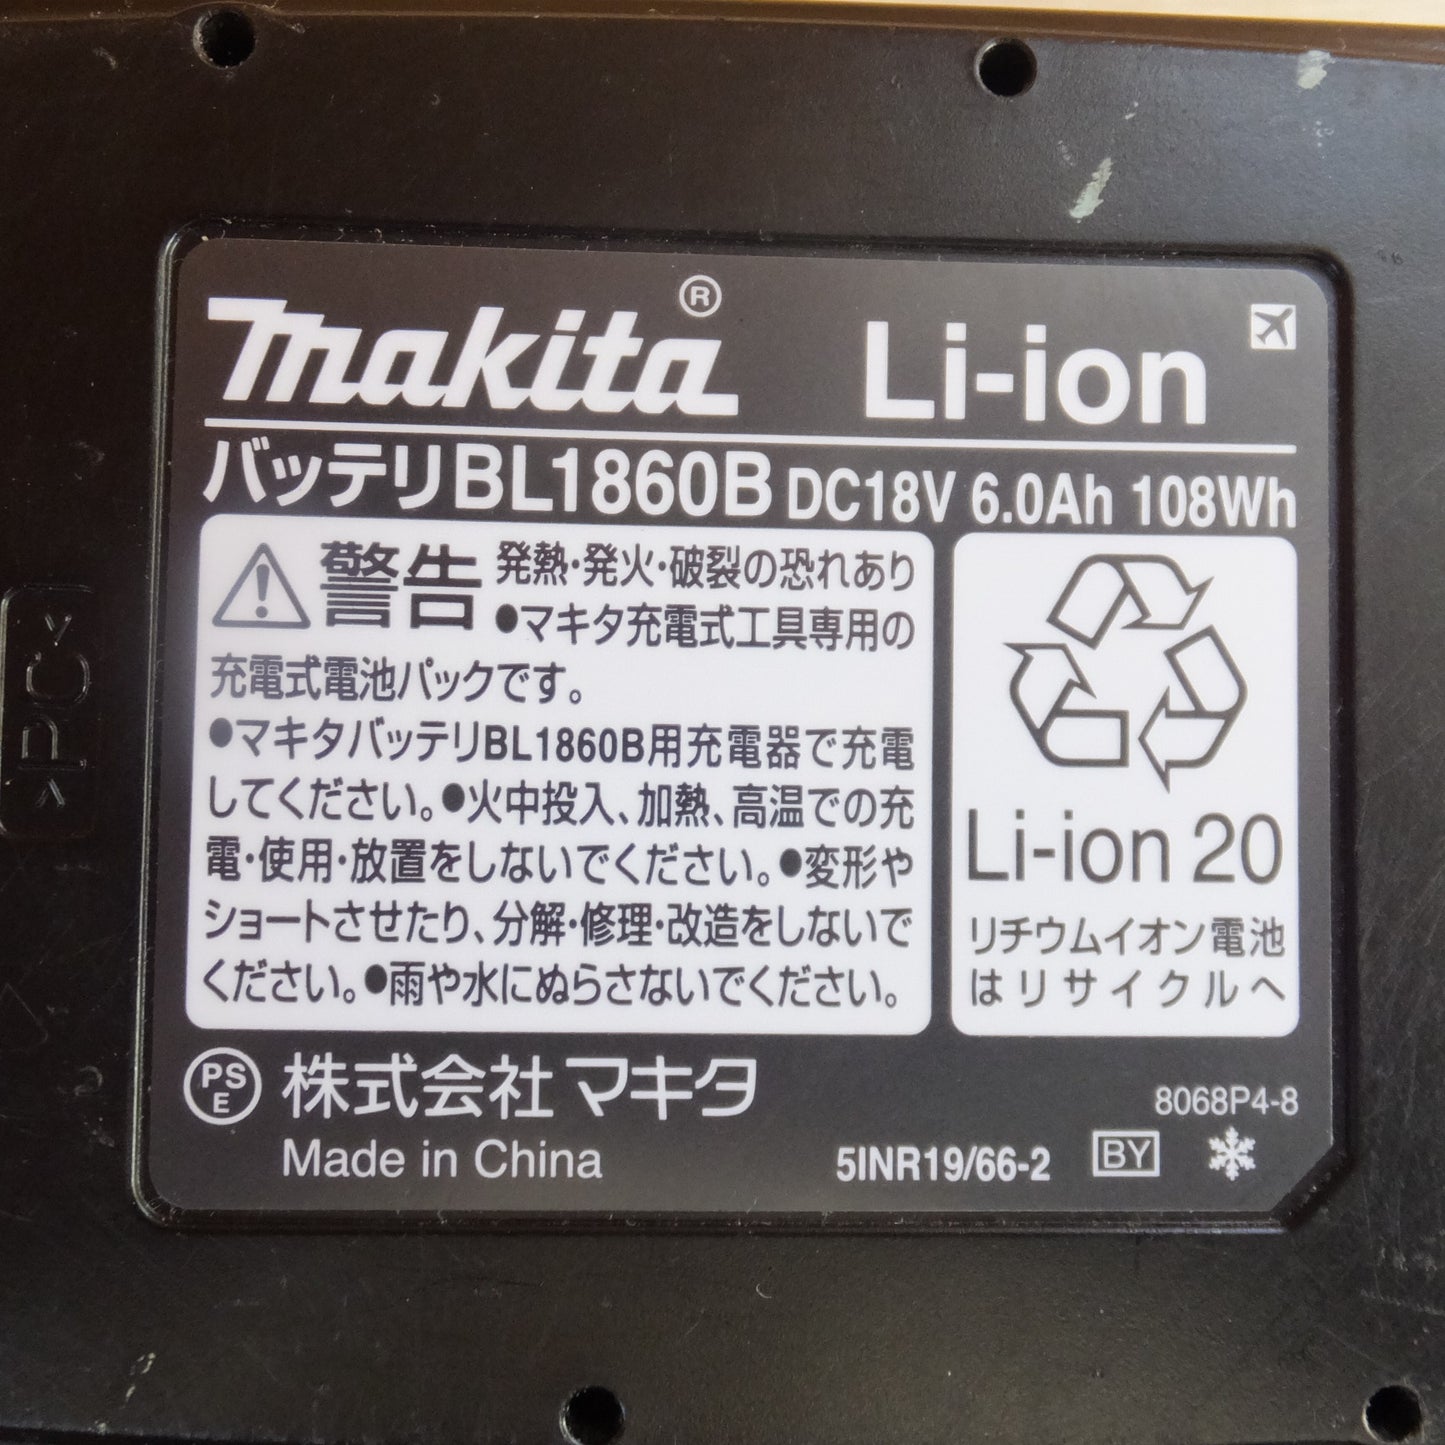 makita® Li-ion
バッテリBL1860B DC18V 6.0Ah 108Wh
警告 発熱・発火・破裂の恐れあり
●マキタ充電式工具専用の
充電式電池パックです。
●マキタバッテリBL1860B用充電器で充電
してください。●火中投入、加熱、高温での充
電・使用・放置をしないでください。●変形や
ショートさせたり、分解・修理・改造をしないで
ください。●雨や水にぬらさないでください。
Li-ion 20
リチウムイオン電池
はリサイクルへ
PS
E
株式会社マキタ
Made in China
8068P4-8
5INR19/66-2
BY
>PC<